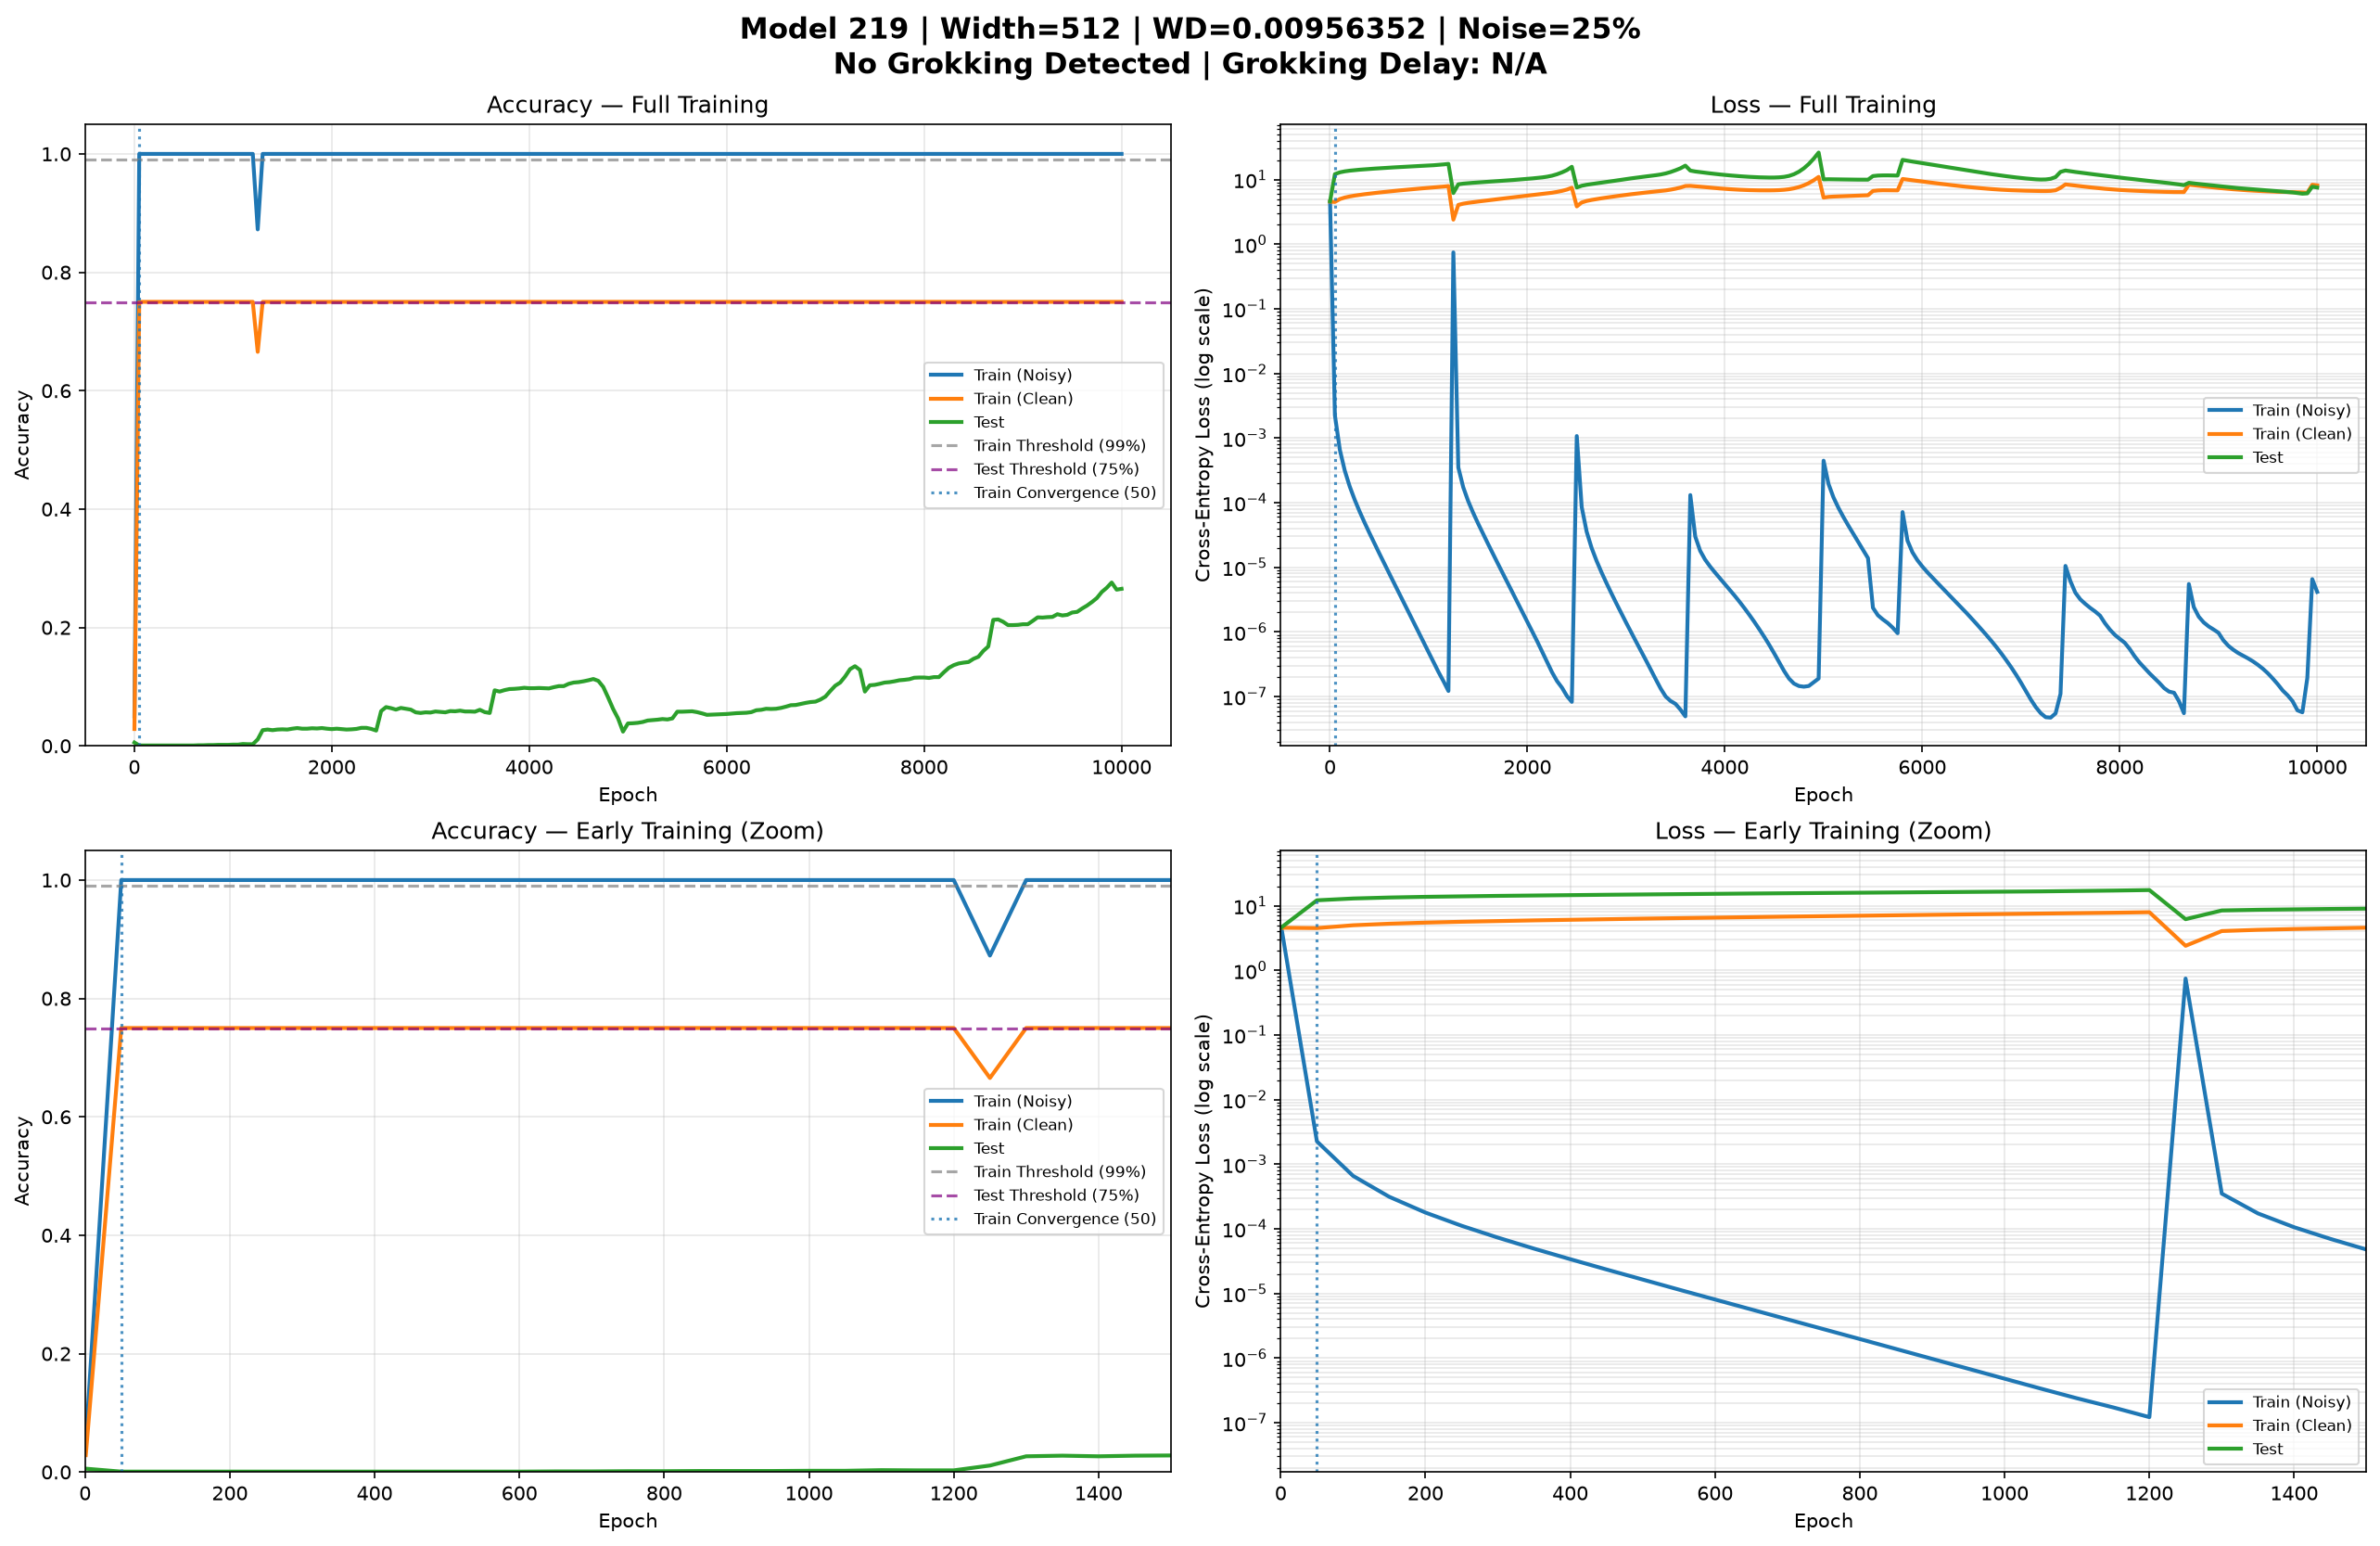 Model 219 | Width=512 | WD=0.00956352 | Noise=25%
No Grokking Detected | Grokking Delay: N/A
Accuracy — Full Training
Accuracy
1.0
0.8
0.6
0.4
0.2
0.0
Train (Noisy)
Train (Clean)
Test
Train Threshold (99%)
Test Threshold (75%)
Train Convergence (50)
0 2000 4000 6000 8000 10000
Epoch
Loss — Full Training
Cross-Entropy Loss (log scale)
10^1
10^0
10^-1
10^-2
10^-3
10^-4
10^-5
10^-6
10^-7
Train (Noisy)
Train (Clean)
Test
0 2000 4000 6000 8000 10000
Epoch
Accuracy — Early Training (Zoom)
Accuracy
1.0
0.8
0.6
0.4
0.2
0.0
Train (Noisy)
Train (Clean)
Test
Train Threshold (99%)
Test Threshold (75%)
Train Convergence (50)
0 200 400 600 800 1000 1200 1400
Epoch
Loss — Early Training (Zoom)
Cross-Entropy Loss (log scale)
10^1
10^0
10^-1
10^-2
10^-3
10^-4
10^-5
10^-6
10^-7
Train (Noisy)
Train (Clean)
Test
0 200 400 600 800 1000 1200 1400
Epoch